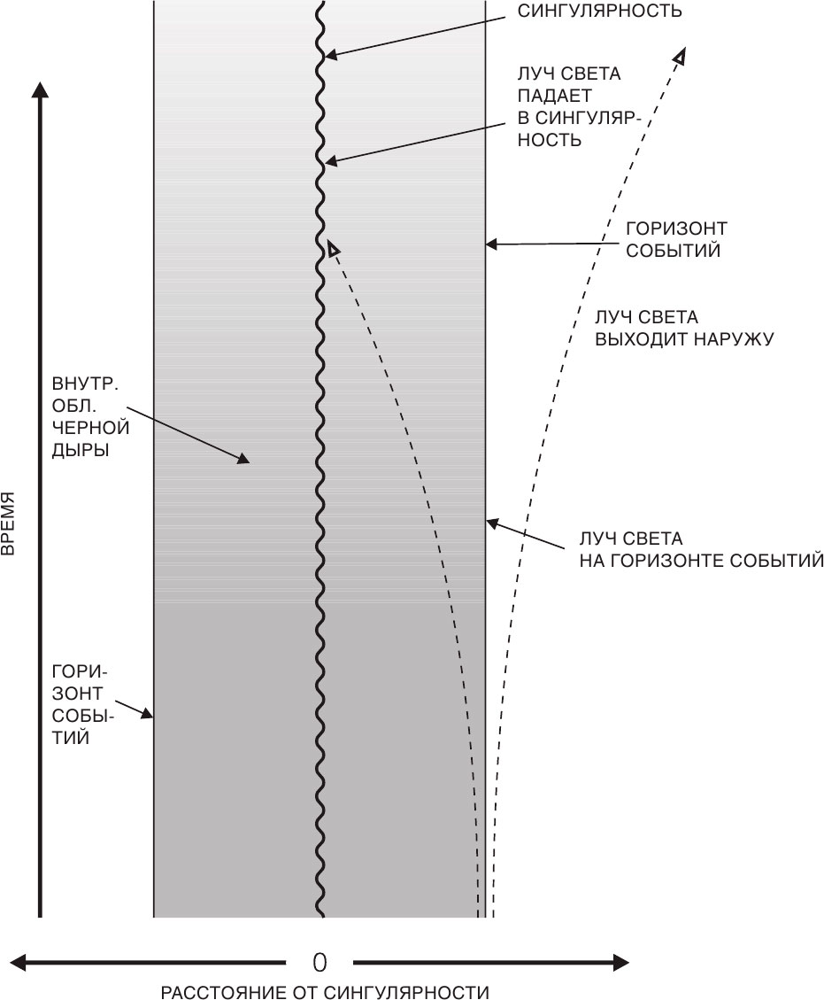 СИНГУЛЯРНОСТЬ
ЛУЧ СВЕТА
ПАДАЕТ
В СИНГУЛЯР-
НОСТЬ
ГОРИЗОНТ
СОБЫТИЙ
ЛУЧ СВЕТА
ВЫХОДИТ НАРУЖУ
ВНУТР.
ОБЛ.
ЧЕРНОЙ
ДЫРЫ
ВРЕМЯ
ЛУЧ СВЕТА
НА ГОРИЗОНТЕ СОБЫТИЙ
ГОРИ-
ЗОНТ
СОБЫ-
ТИЙ
0
РАССТОЯНИЕ ОТ СИНГУЛЯРНОСТИ